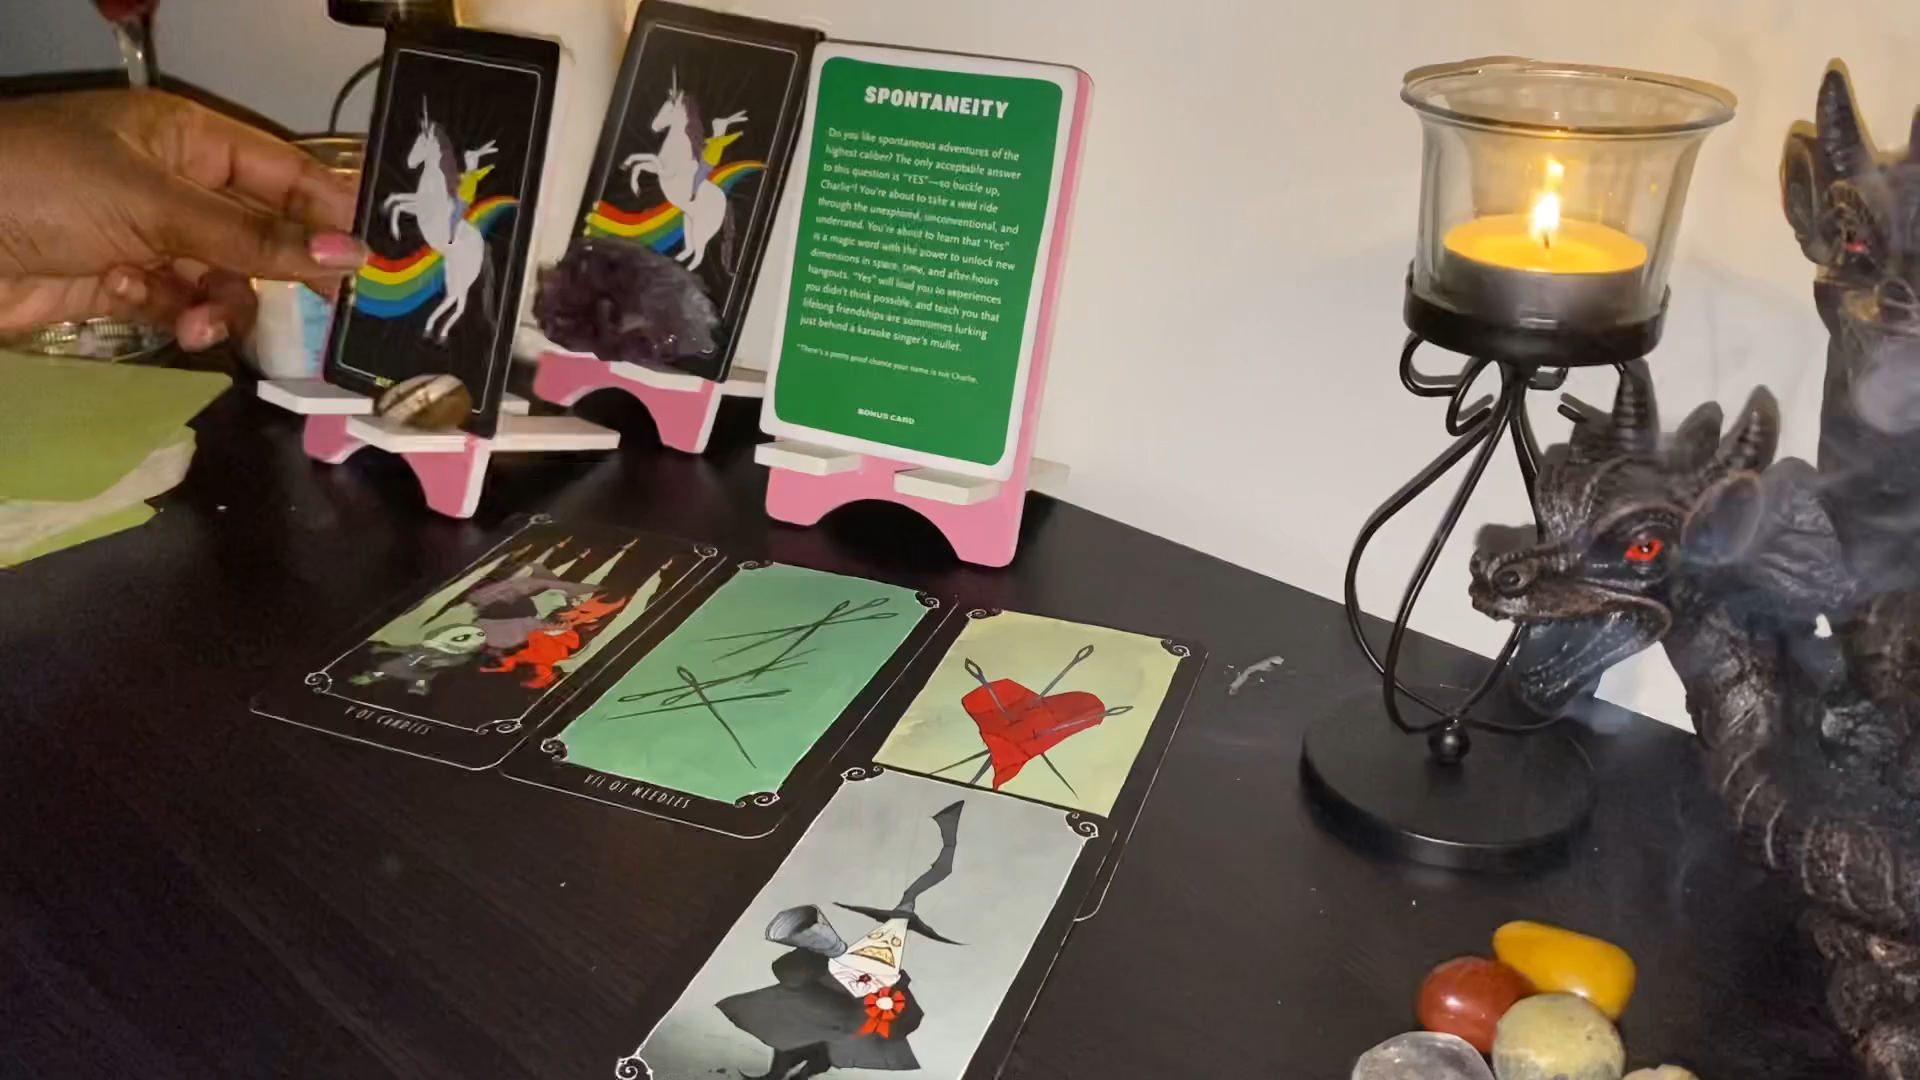 SPONTANEITY
Do you like spontaneous adventures of the
highest caliber? The only acceptable answer
to this question is "YES"—so buckle up,
Charlie*! You're about to take a wild ride
through the unexplored, unconventional, and
underrated. You're about to learn that "Yes"
is a magic word with the power to unlock new
dimensions in space, time, and after-hours
hangouts. "Yes" will lead you to experiences
you didn't think possible, and teach you that
lifelong friendships are sometimes lurking
just behind a karaoke singer's mullet.
*There's a pretty good chance your name is not Charlie.
BONUS CARD
V OF CANDLES
VII OF NEEDLES